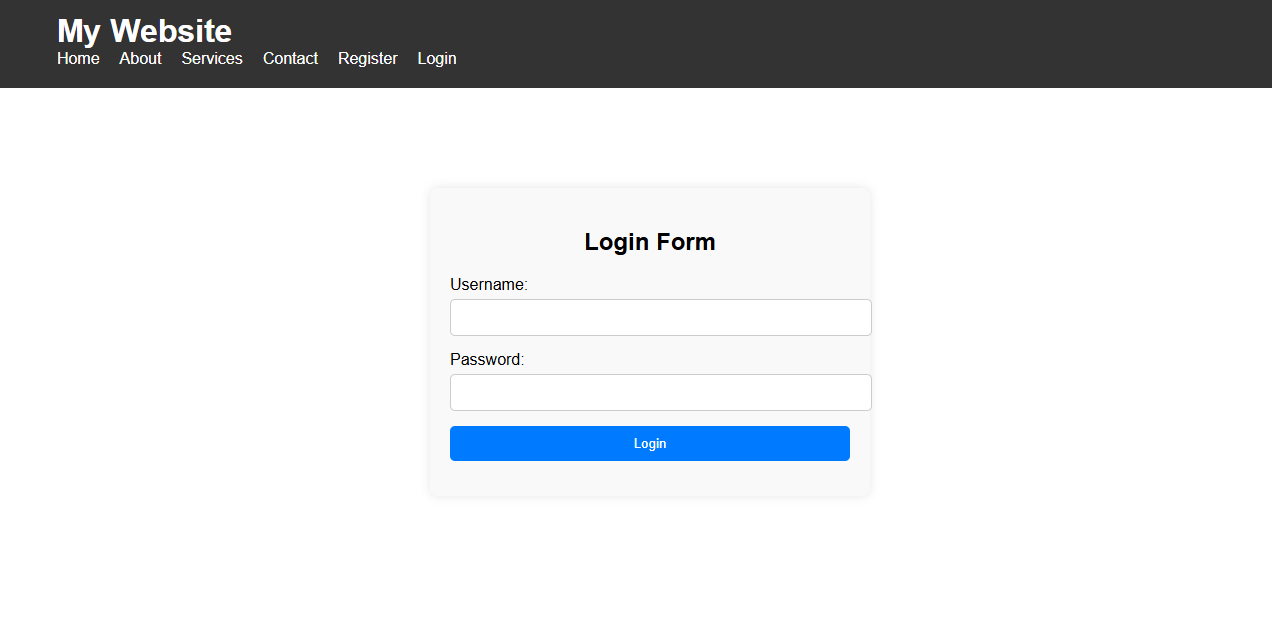 My Website
Home About Services Contact Register Login
Login Form
Username:
Password:
Login